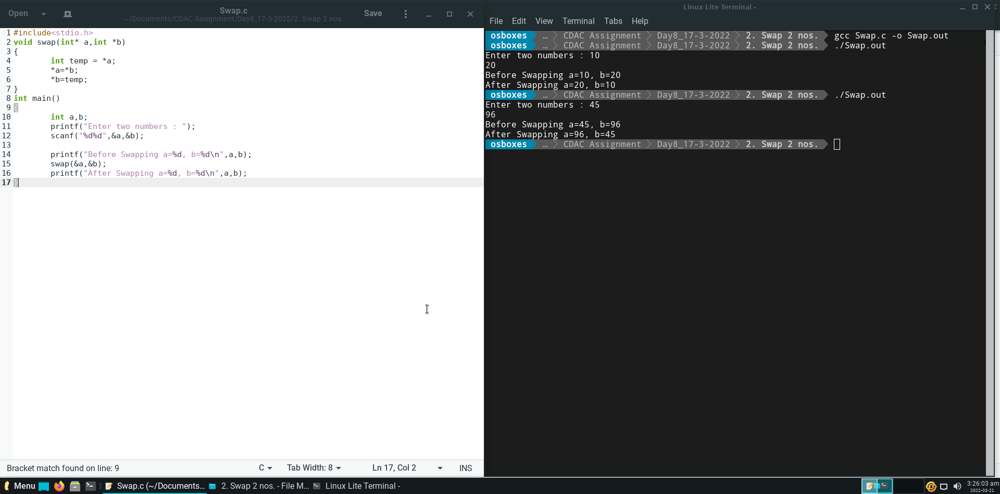 Open
Swap.c
~/Documents/CDAC Assignment/Day8_17-3-2022/2. Swap 2 nos.
Save
1 #include<stdio.h>
2 void swap(int* a,int *b)
3 {
4         int temp = *a;
5         *a=*b;
6         *b=temp;
7 }
8 int main()
9 {
10         int a,b;
11         printf("Enter two numbers : ");
12         scanf("%d%d",&a,&b);
13
14         printf("Before Swapping a=%d, b=%d\n",a,b);
15         swap(&a,&b);
16         printf("After Swapping a=%d, b=%d\n",a,b);
17 }
Bracket match found on line: 9
C
Tab Width: 8
Ln 17, Col 2
INS
Linux Lite Terminal -
File Edit View Terminal Tabs Help
osboxes … CDAC Assignment Day8_17-3-2022 2. Swap 2 nos. gcc Swap.c -o Swap.out
osboxes … CDAC Assignment Day8_17-3-2022 2. Swap 2 nos. ./Swap.out
Enter two numbers : 10
20
Before Swapping a=10, b=20
After Swapping a=20, b=10
osboxes … CDAC Assignment Day8_17-3-2022 2. Swap 2 nos. ./Swap.out
Enter two numbers : 45
96
Before Swapping a=45, b=96
After Swapping a=96, b=45
osboxes … CDAC Assignment Day8_17-3-2022 2. Swap 2 nos.
Menu
Swap.c (~/Documents...
2. Swap 2 nos. - File M...
Linux Lite Terminal -
3:26:03 am
2022-03-21